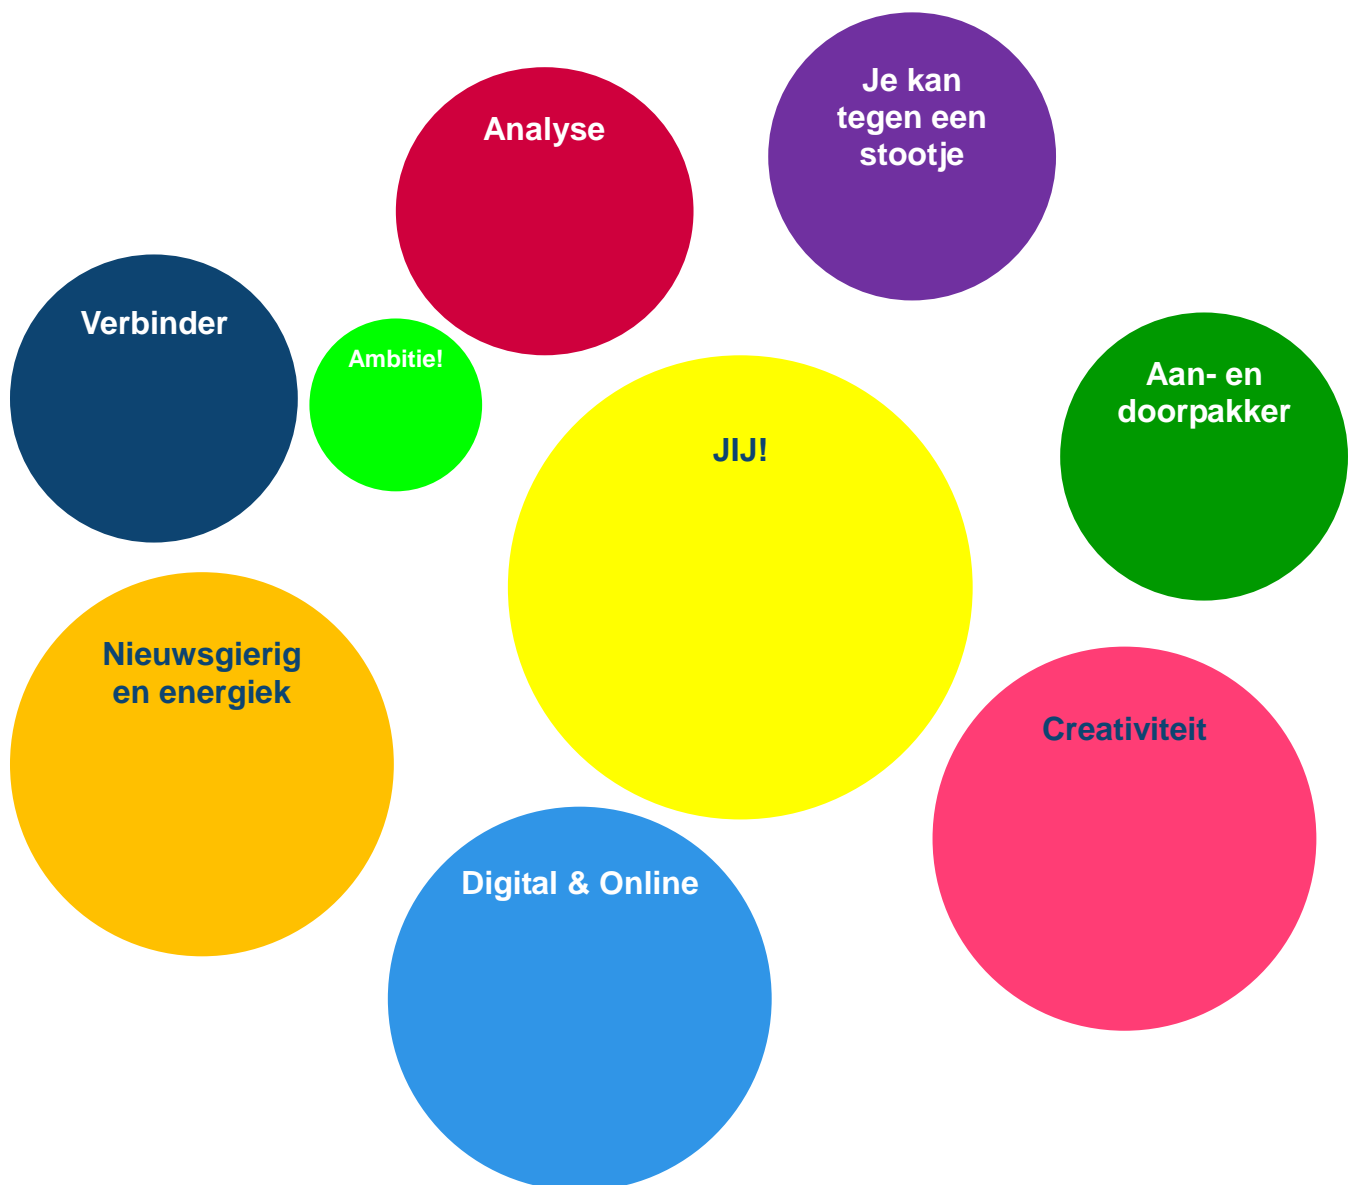 Je kan
tegen een
stootje
Analyse
Verbinder
Ambitie!
Aan- en
doorpakker
JIJ!
Nieuwsgierig
en energiek
Creativiteit
Digital & Online